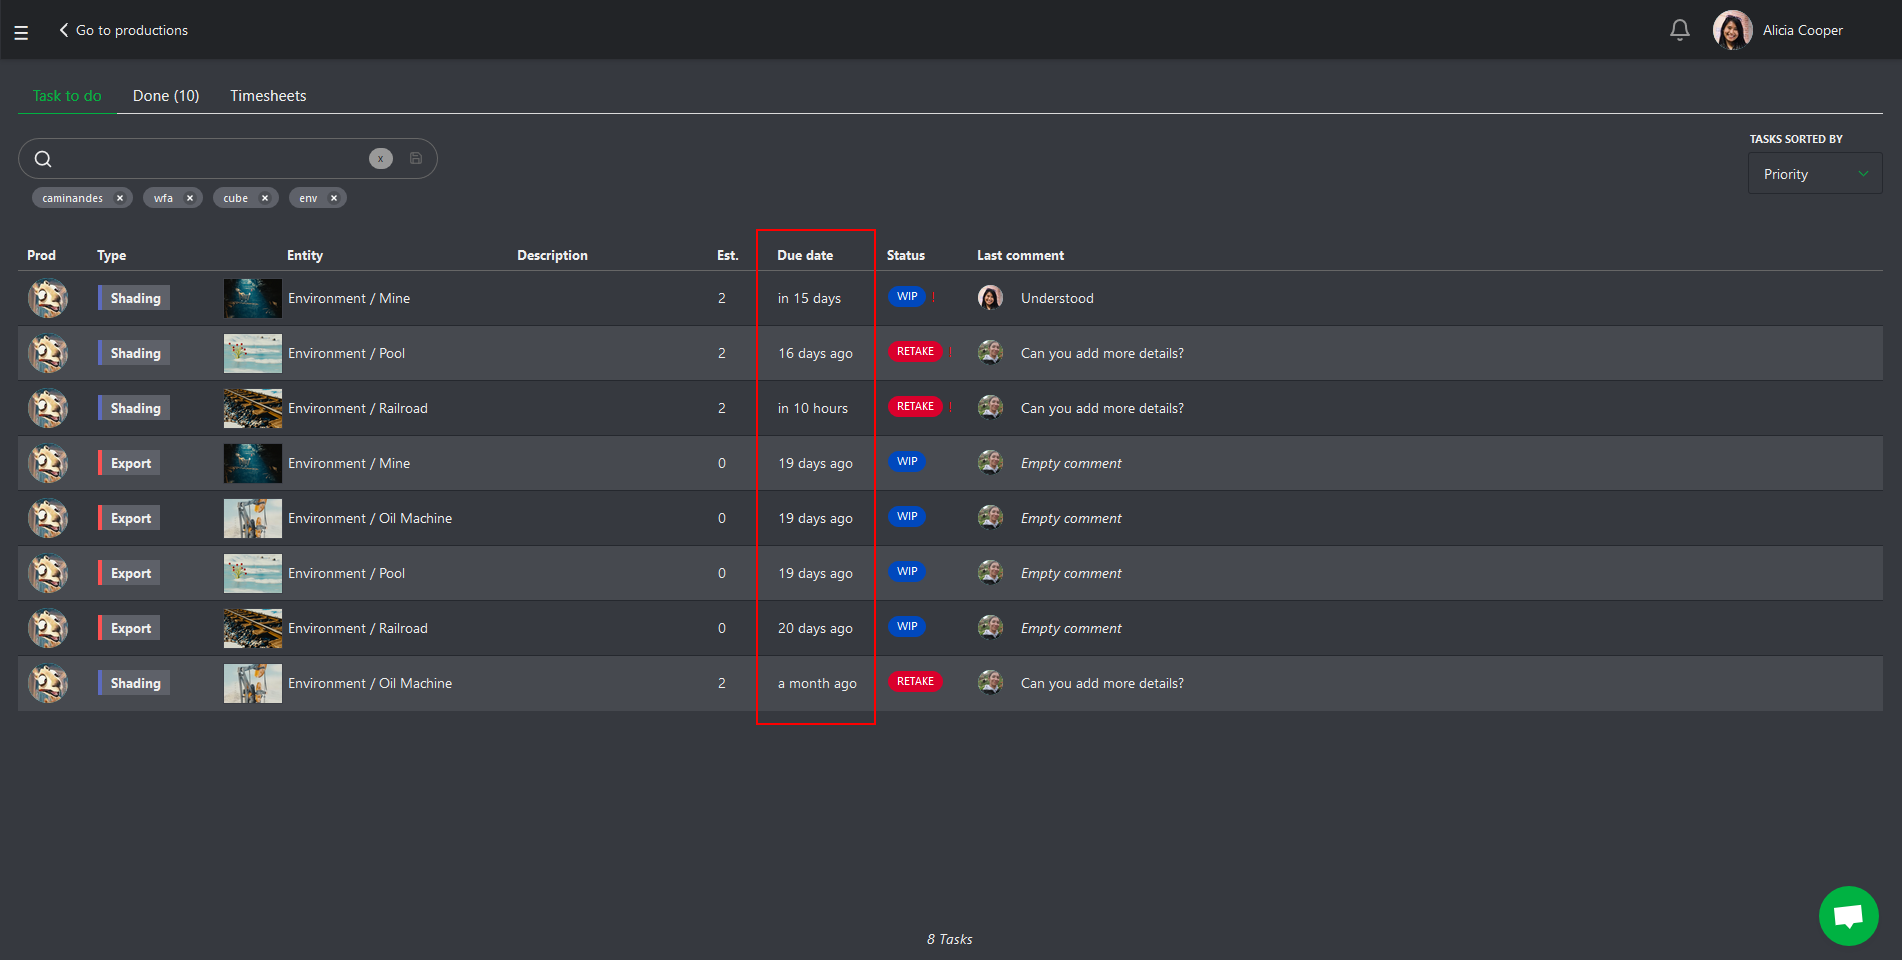 Go to productions
Alicia Cooper
Task to do Done (10) Timesheets
TASKS SORTED BY
x
Priority
caminandes × wfa × cube × env ×
Prod Type Entity Description Est. Due date Status Last comment
Shading Environment / Mine 2 in 15 days WIP ! Understood
Shading Environment / Pool 2 16 days ago RETAKE ! Can you add more details?
Shading Environment / Railroad 2 in 10 hours RETAKE ! Can you add more details?
Export Environment / Mine 0 19 days ago WIP Empty comment
Export Environment / Oil Machine 0 19 days ago WIP Empty comment
Export Environment / Pool 0 19 days ago WIP Empty comment
Export Environment / Railroad 0 20 days ago WIP Empty comment
Shading Environment / Oil Machine 2 a month ago RETAKE Can you add more details?
8 Tasks